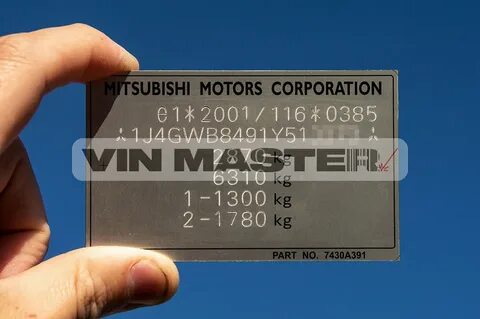 MITSUBISHI MOTORS CORPORATION
e1*2001/116*0385
1J4GWB8491Y51
VIN MASTER
2870 kg
6310 kg
1-1300 kg
2-1780 kg
PART NO. 7430A391